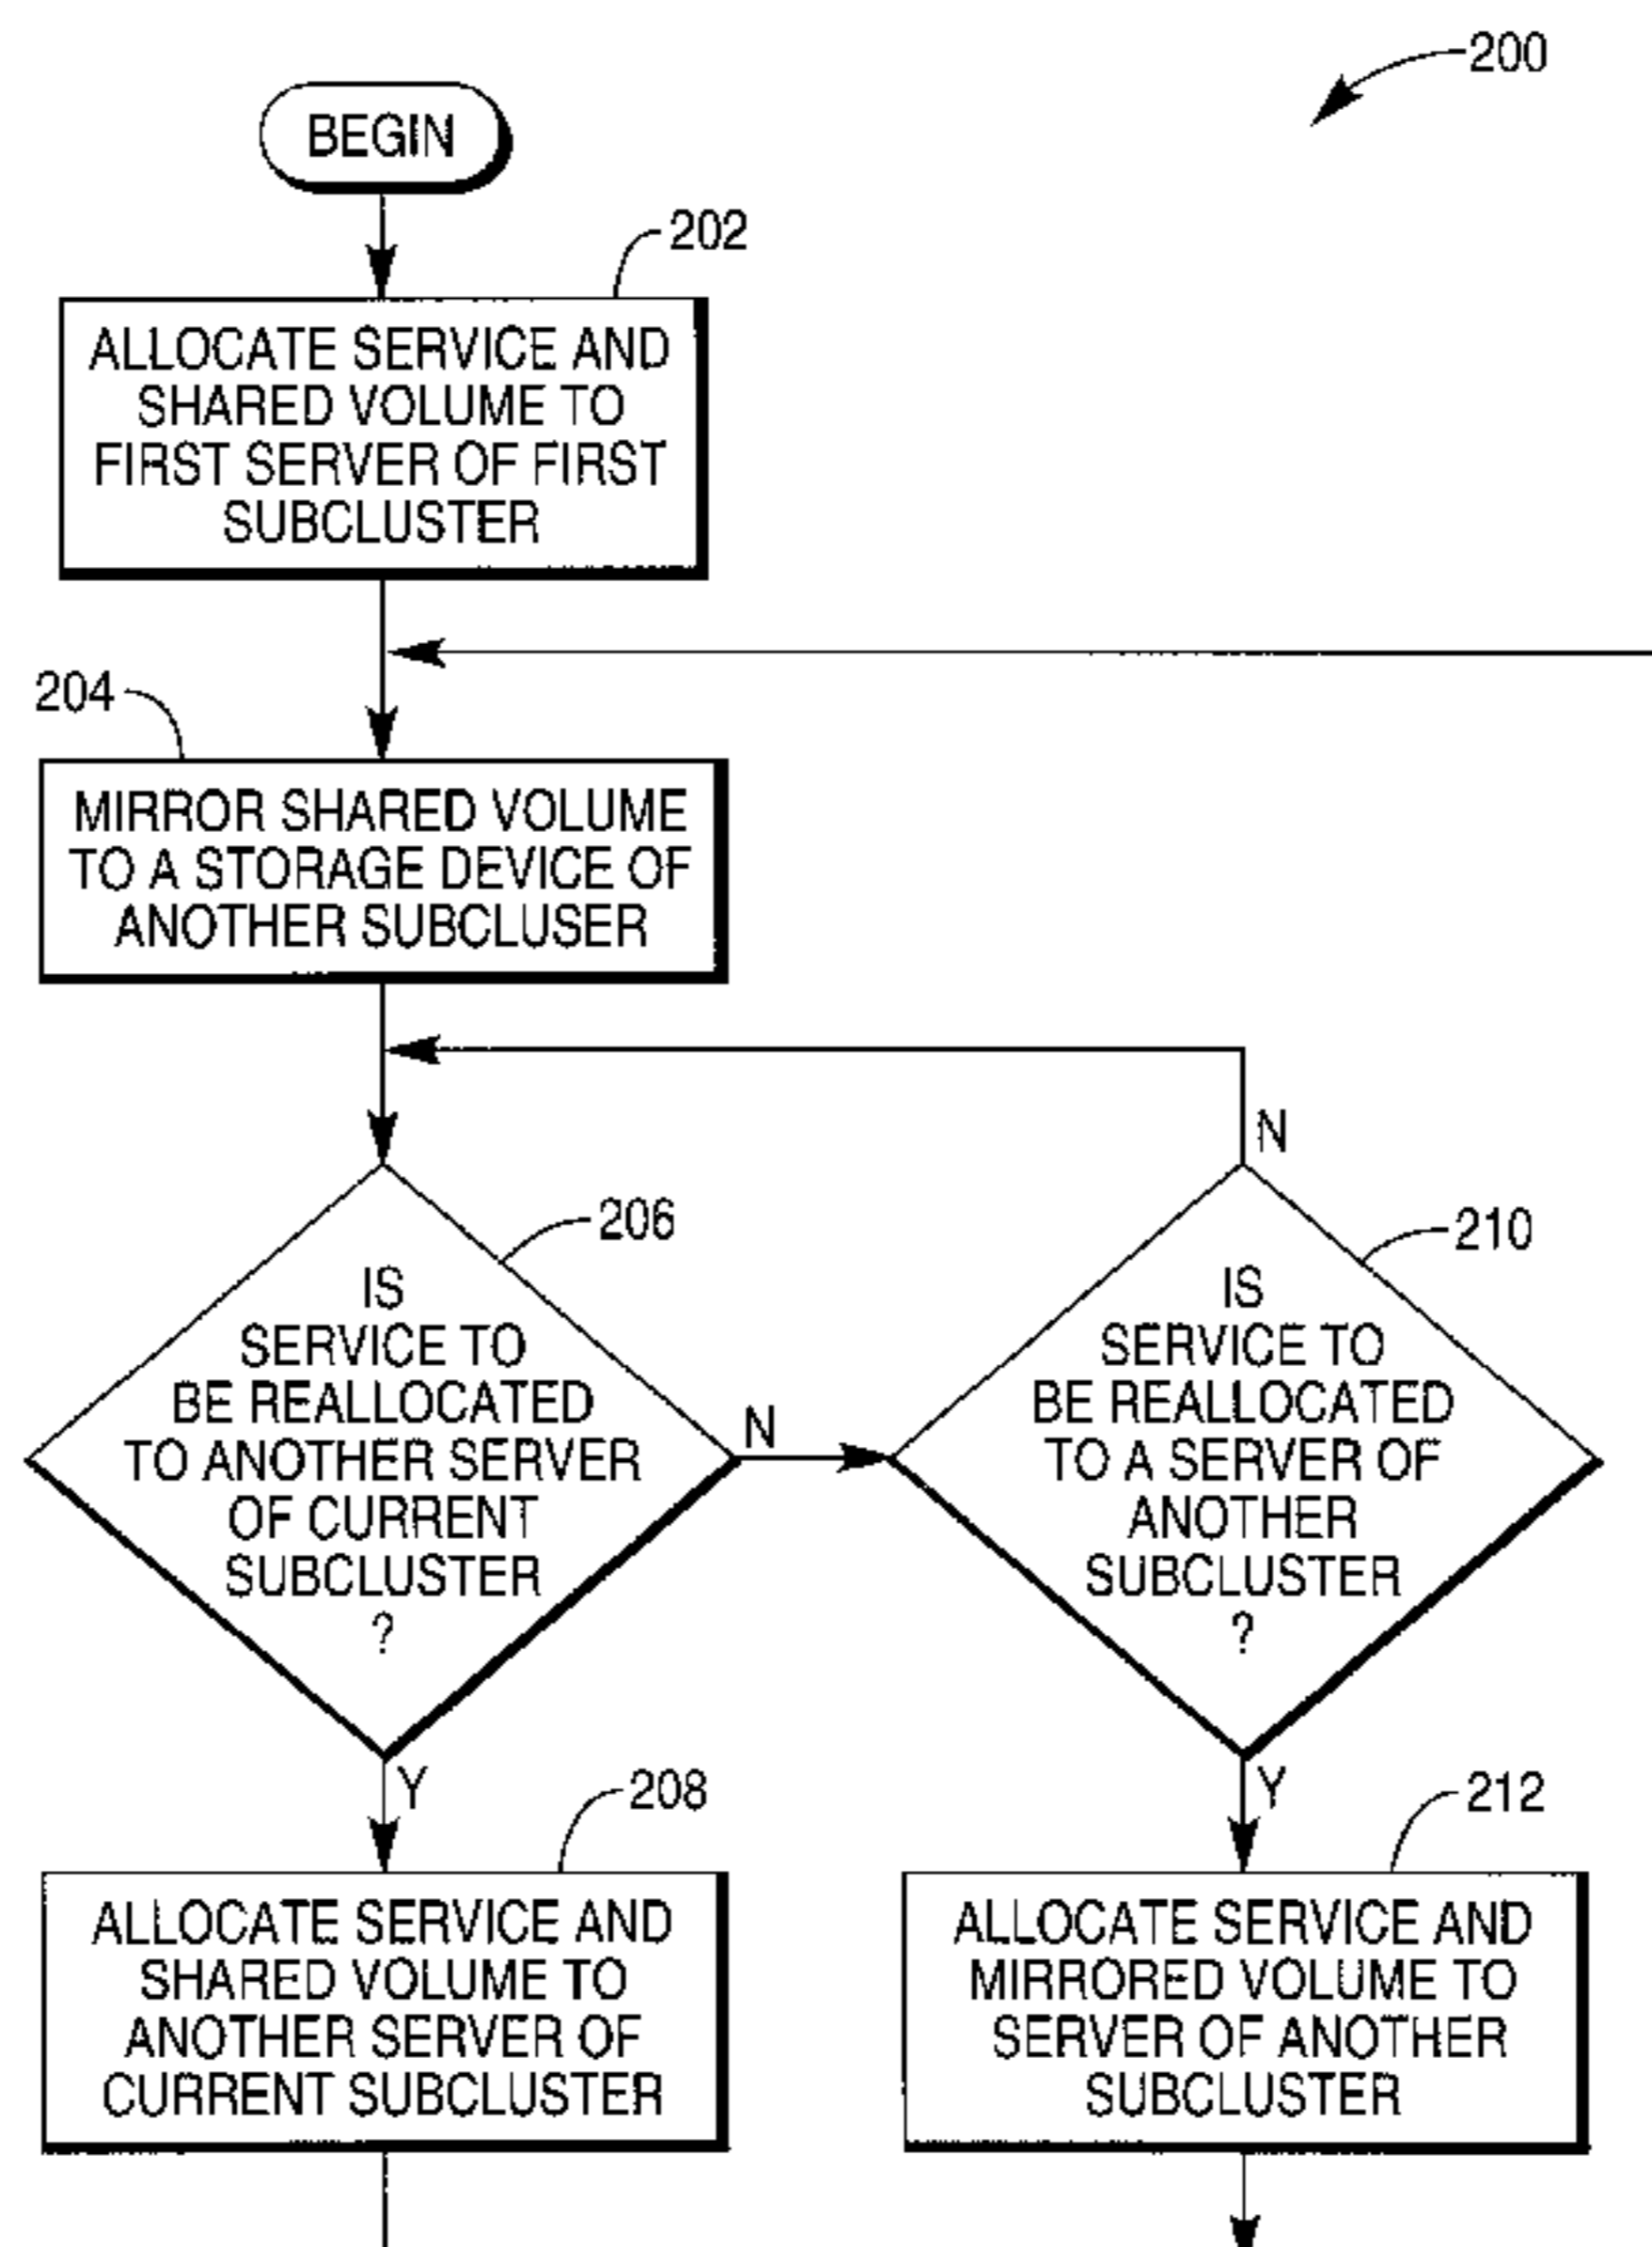 200
BEGIN
202
ALLOCATE SERVICE AND
SHARED VOLUME TO
FIRST SERVER OF FIRST
SUBCLUSTER
204
MIRROR SHARED VOLUME
TO A STORAGE DEVICE OF
ANOTHER SUBCLUSER
206
IS
SERVICE TO
BE REALLOCATED
TO ANOTHER SERVER
OF CURRENT
SUBCLUSTER
?
N
Y
N
210
IS
SERVICE TO
BE REALLOCATED
TO A SERVER OF
ANOTHER
SUBCLUSTER
?
Y
208
ALLOCATE SERVICE AND
SHARED VOLUME TO
ANOTHER SERVER OF
CURRENT SUBCLUSTER
212
ALLOCATE SERVICE AND
MIRRORED VOLUME TO
SERVER OF ANOTHER
SUBCLUSTER